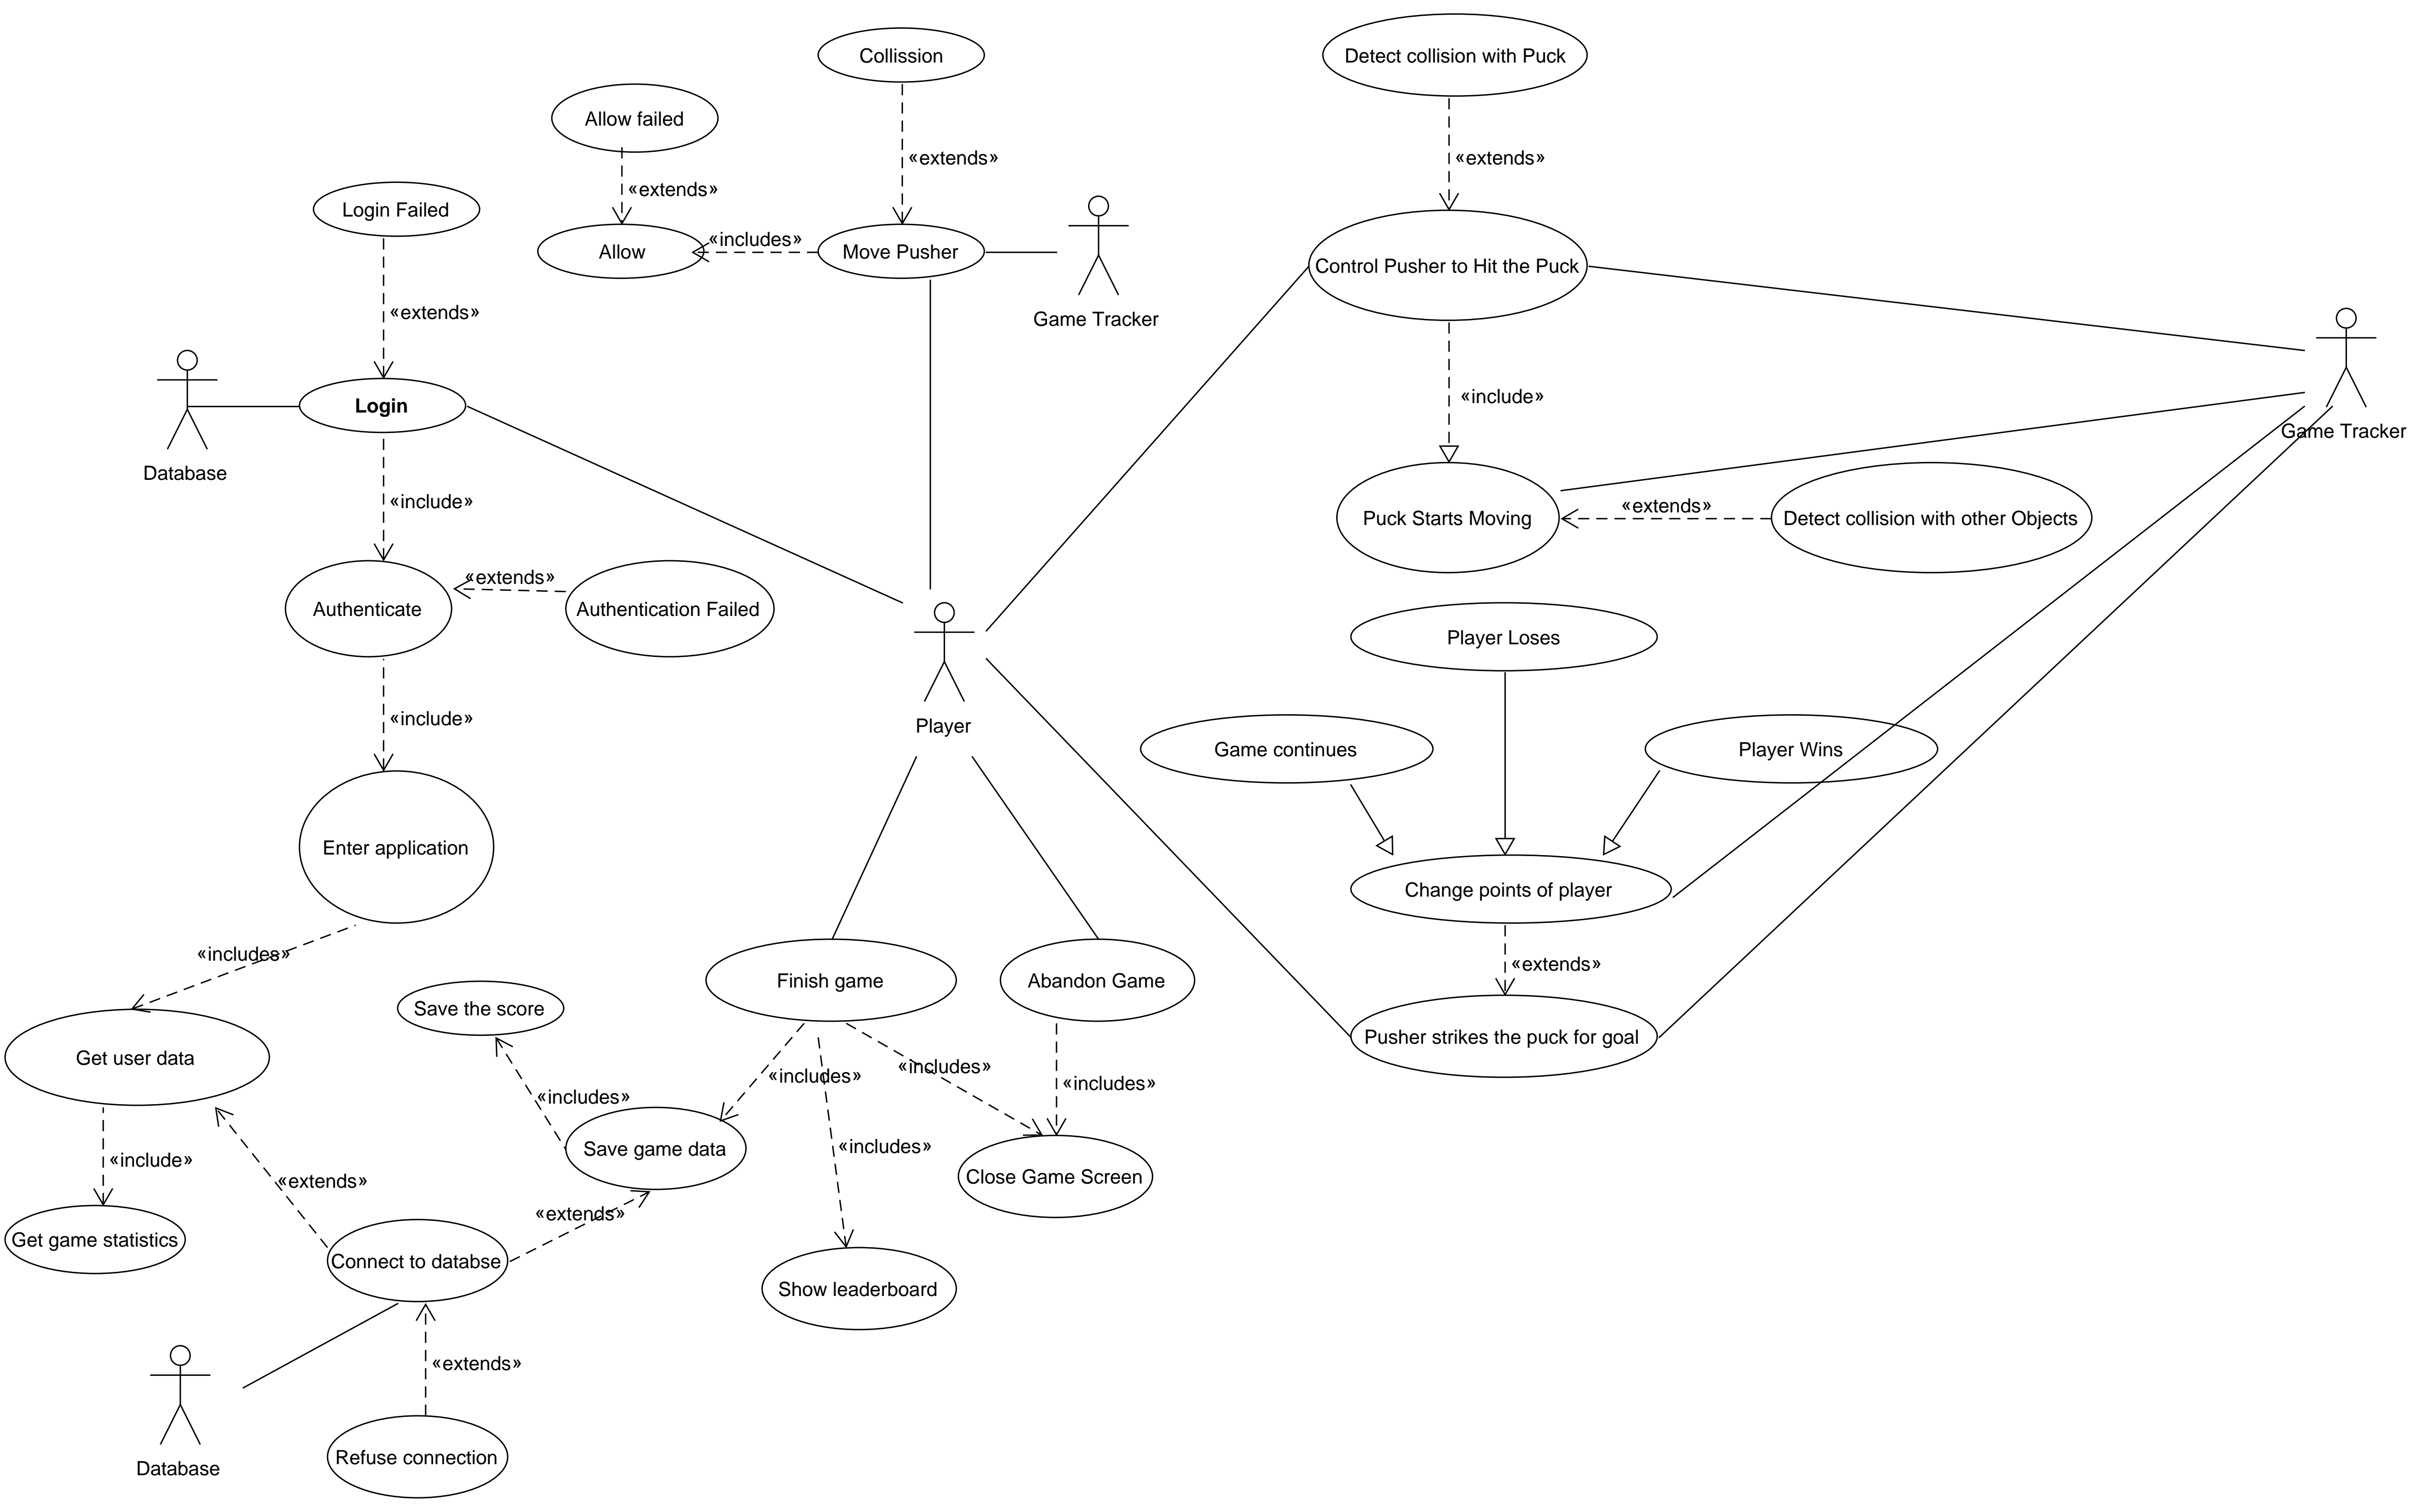 Collission
Detect collision with Puck
Allow failed
«extends»
«extends»
«extends»
Login Failed
«includes»
Allow
Move Pusher
Control Pusher to Hit the Puck
Game Tracker
«extends»
«include»
Login
Game Tracker
Database
«include»
«extends»
Puck Starts Moving
Detect collision with other Objects
«extends»
Authenticate
Authentication Failed
Player Loses
«include»
Player
Game continues
Player Wins
Enter application
Change points of player
«includes»
«extends»
Finish game
Abandon Game
Save the score
Pusher strikes the puck for goal
Get user data
«includes»
«includes»
«includes»
«includes»
«includes»
Save game data
«include»
Close Game Screen
«extends»
«extends»
Get game statistics
Connect to databse
Show leaderboard
«extends»
Database
Refuse connection